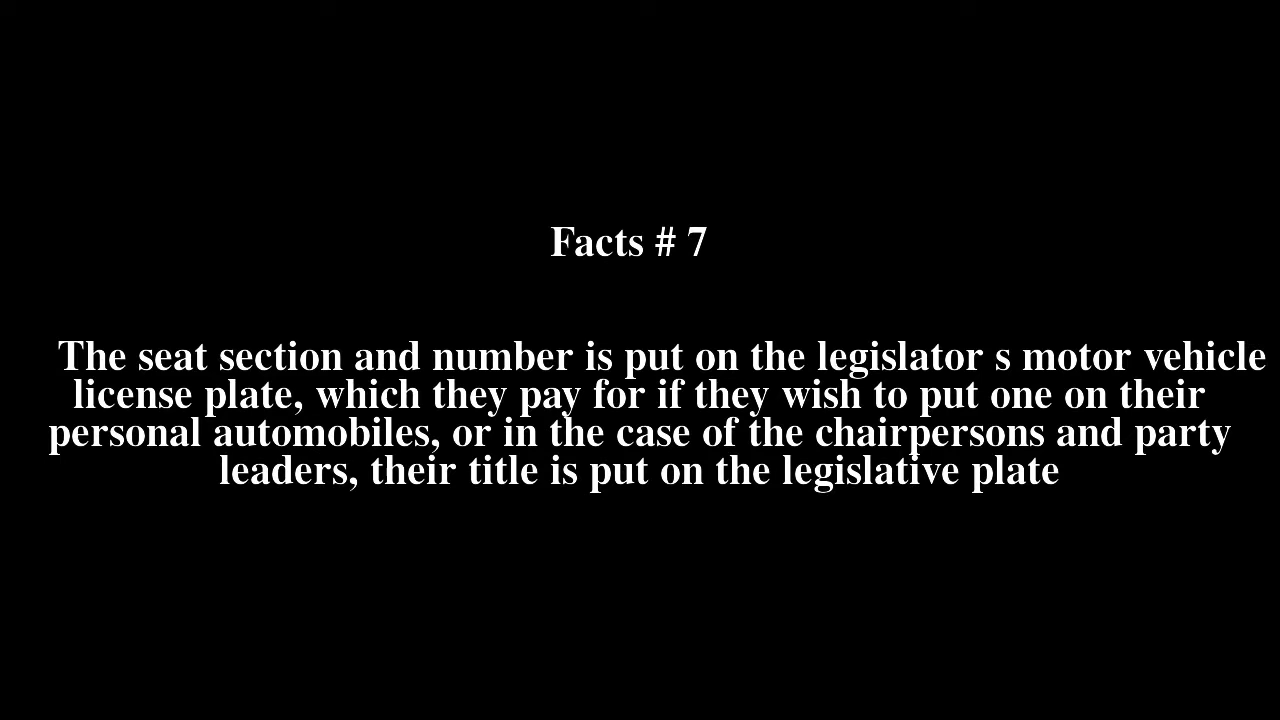 Facts # 7
The seat section and number is put on the legislator s motor vehicle
license plate, which they pay for if they wish to put one on their
personal automobiles, or in the case of the chairpersons and party
leaders, their title is put on the legislative plate